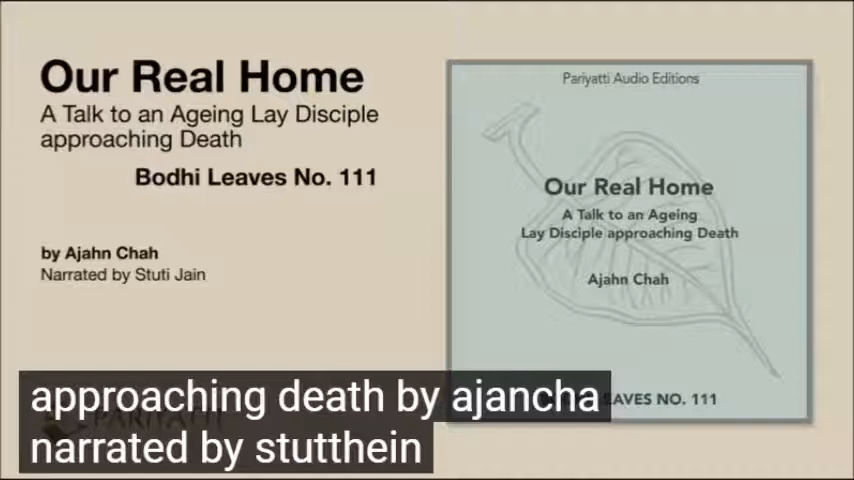 Our Real Home
A Talk to an Ageing Lay Disciple
approaching Death
Bodhi Leaves No. 111
by Ajahn Chah
Narrated by Stuti Jain
Pariyatti Audio Editions
Our Real Home
A Talk to an Ageing
Lay Disciple approaching Death
Ajahn Chah
LEAVES NO. 111
PARIYATTI
approaching death by ajancha
narrated by stutthein